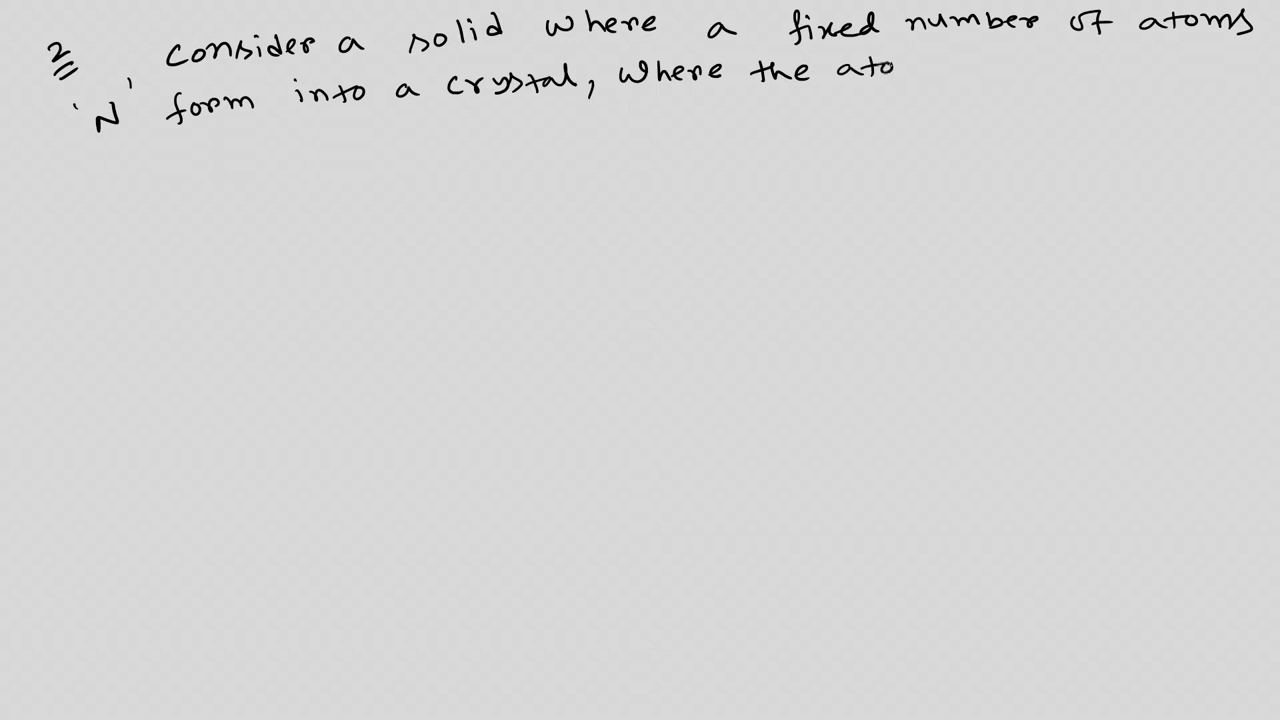 2 Consider a solid where a fixed number of atoms
'N' form into a crystal, where the ato